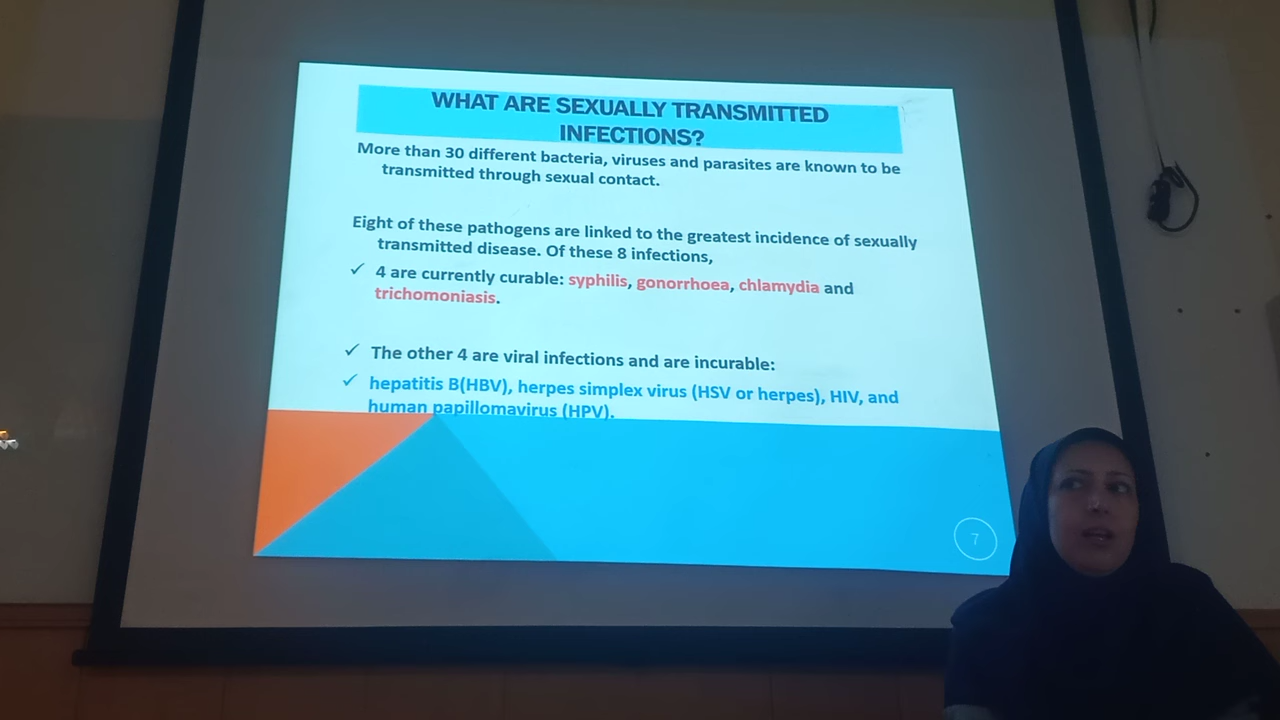 WHAT ARE SEXUALLY TRANSMITTED
INFECTIONS?
More than 30 different bacteria, viruses and parasites are known to be
transmitted through sexual contact.
Eight of these pathogens are linked to the greatest incidence of sexually
transmitted disease. Of these 8 infections,
✓ 4 are currently curable: syphilis, gonorrhoea, chlamydia and
trichomoniasis.
✓ The other 4 are viral infections and are incurable:
✓ hepatitis B(HBV), herpes simplex virus (HSV or herpes), HIV, and
human papillomavirus (HPV).
7